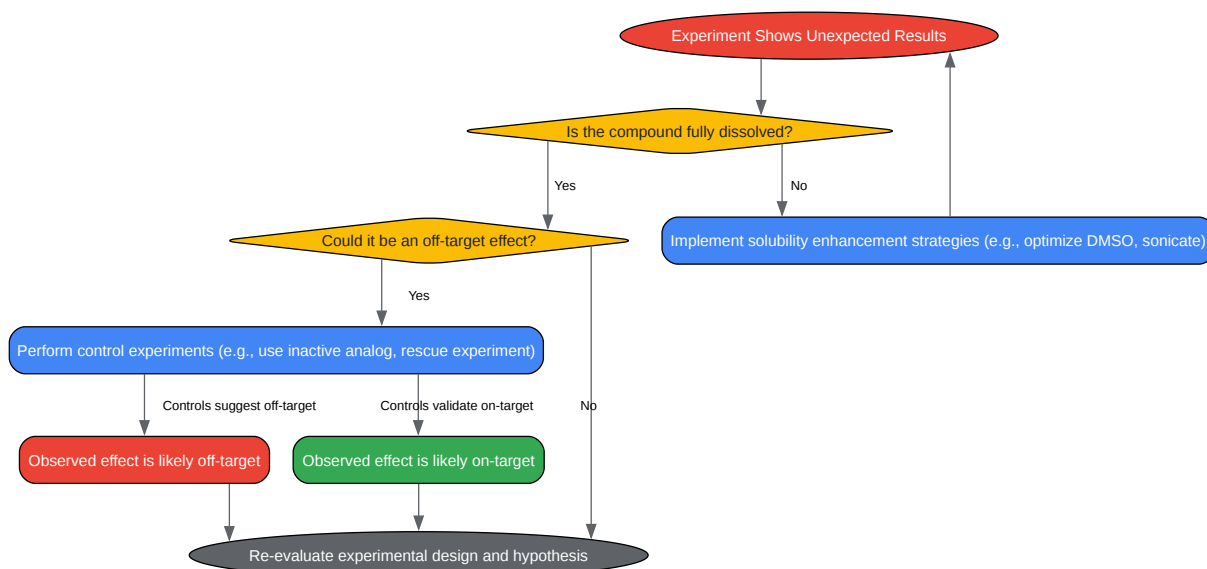 Experiment Shows Unexpected Results
Is the compound fully dissolved?
Yes
No
Could it be an off-target effect?
Implement solubility enhancement strategies (e.g., optimize DMSO, sonicate)
Yes
Perform control experiments (e.g., use inactive analog, rescue experiment)
Controls suggest off-target
Controls validate on-target
No
Observed effect is likely off-target
Observed effect is likely on-target
Re-evaluate experimental design and hypothesis